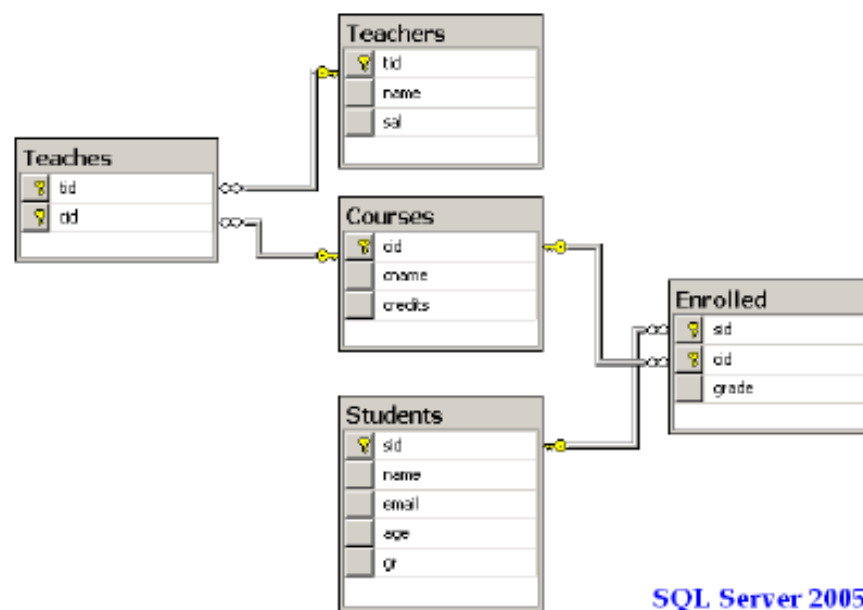 Teachers
tid
name
sal
Teaches
tid
cid
Courses
cid
cname
credits
Enrolled
sid
cid
grade
Students
sid
name
email
age
gr
SQL Server 2005